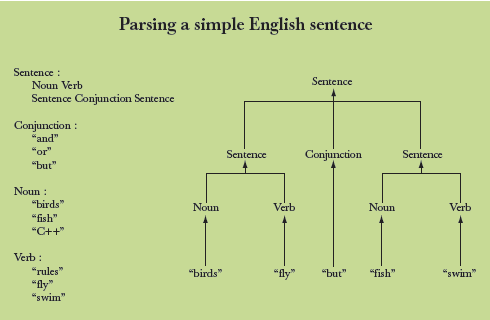 Parsing a simple English sentence
Sentence :
Noun Verb
Sentence Conjunction Sentence
Conjunction :
“and”
“or”
“but”
Noun :
“birds”
“fish”
“C++”
Verb :
“rules”
“fly”
“swim”
Sentence
Sentence Conjunction Sentence
Noun Verb Noun Verb
“birds” “fly” “but” “fish” “swim”